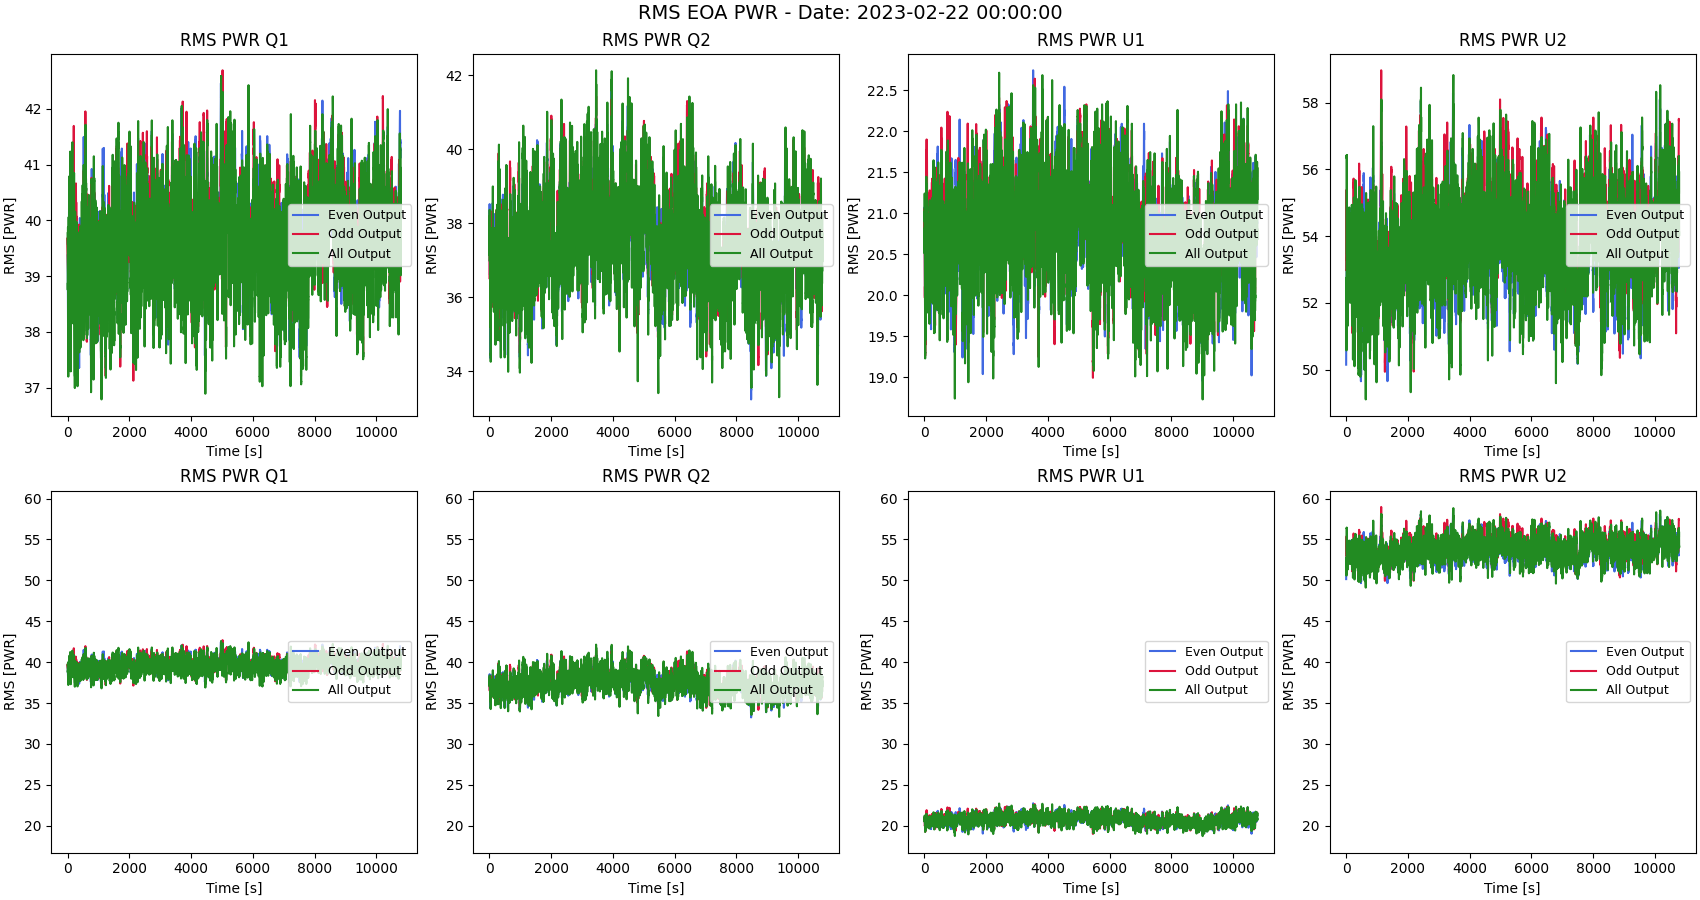 RMS EOA PWR - Date: 2023-02-22 00:00:00
RMS PWR Q1
RMS [PWR]
42
41
40
39
38
37
0 2000 4000 6000 8000 10000
Time [s]
Even Output
Odd Output
All Output
RMS PWR Q2
RMS [PWR]
42
40
38
36
34
0 2000 4000 6000 8000 10000
Time [s]
Even Output
Odd Output
All Output
RMS PWR U1
RMS [PWR]
22.5
22.0
21.5
21.0
20.5
20.0
19.5
19.0
0 2000 4000 6000 8000 10000
Time [s]
Even Output
Odd Output
All Output
RMS PWR U2
RMS [PWR]
58
56
54
52
50
0 2000 4000 6000 8000 10000
Time [s]
Even Output
Odd Output
All Output
RMS PWR Q1
RMS [PWR]
60
55
50
45
40
35
30
25
20
0 2000 4000 6000 8000 10000
Time [s]
Even Output
Odd Output
All Output
RMS PWR Q2
RMS [PWR]
60
55
50
45
40
35
30
25
20
0 2000 4000 6000 8000 10000
Time [s]
Even Output
Odd Output
All Output
RMS PWR U1
RMS [PWR]
60
55
50
45
40
35
30
25
20
0 2000 4000 6000 8000 10000
Time [s]
Even Output
Odd Output
All Output
RMS PWR U2
RMS [PWR]
60
55
50
45
40
35
30
25
20
0 2000 4000 6000 8000 10000
Time [s]
Even Output
Odd Output
All Output